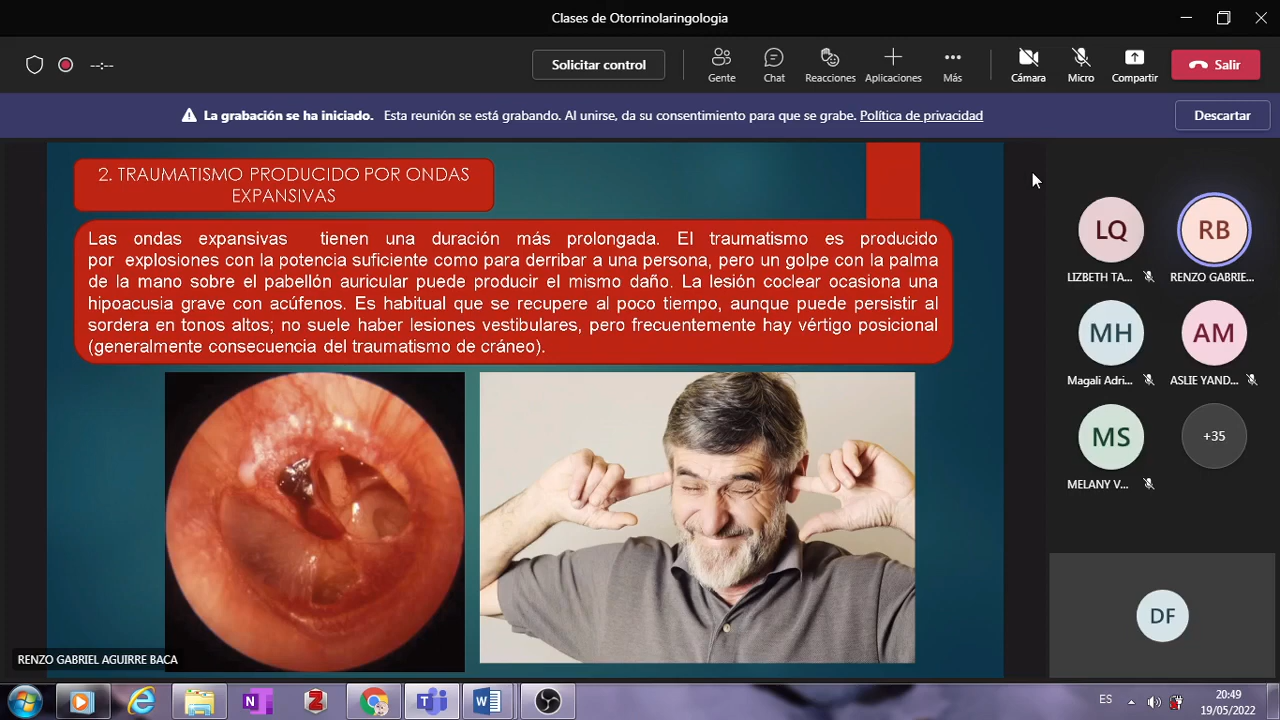 Clases de Otorrinolaringologia
--:--
Solicitar control
Gente
Chat
Reacciones
Aplicaciones
Más
Cámara
Micro
Compartir
Salir
La grabación se ha iniciado. Esta reunión se está grabando. Al unirse, da su consentimiento para que se grabe. Política de privacidad
Descartar
2. TRAUMATISMO PRODUCIDO POR ONDAS
EXPANSIVAS
Las ondas expansivas tienen una duración más prolongada. El traumatismo es producido
por explosiones con la potencia suficiente como para derribar a una persona, pero un golpe con la palma
de la mano sobre el pabellón auricular puede producir el mismo daño. La lesión coclear ocasiona una
hipoacusia grave con acúfenos. Es habitual que se recupere al poco tiempo, aunque puede persistir al
sordera en tonos altos; no suele haber lesiones vestibulares, pero frecuentemente hay vértigo posicional
(generalmente consecuencia del traumatismo de cráneo).
LQ
RB
LIZBETH TA...
RENZO GABRIE...
MH
AM
Magali Adri...
ASLIE YAND...
MS
+35
MELANY V...
DF
RENZO GABRIEL AGUIRRE BACA
ES
20:49
19/05/2022